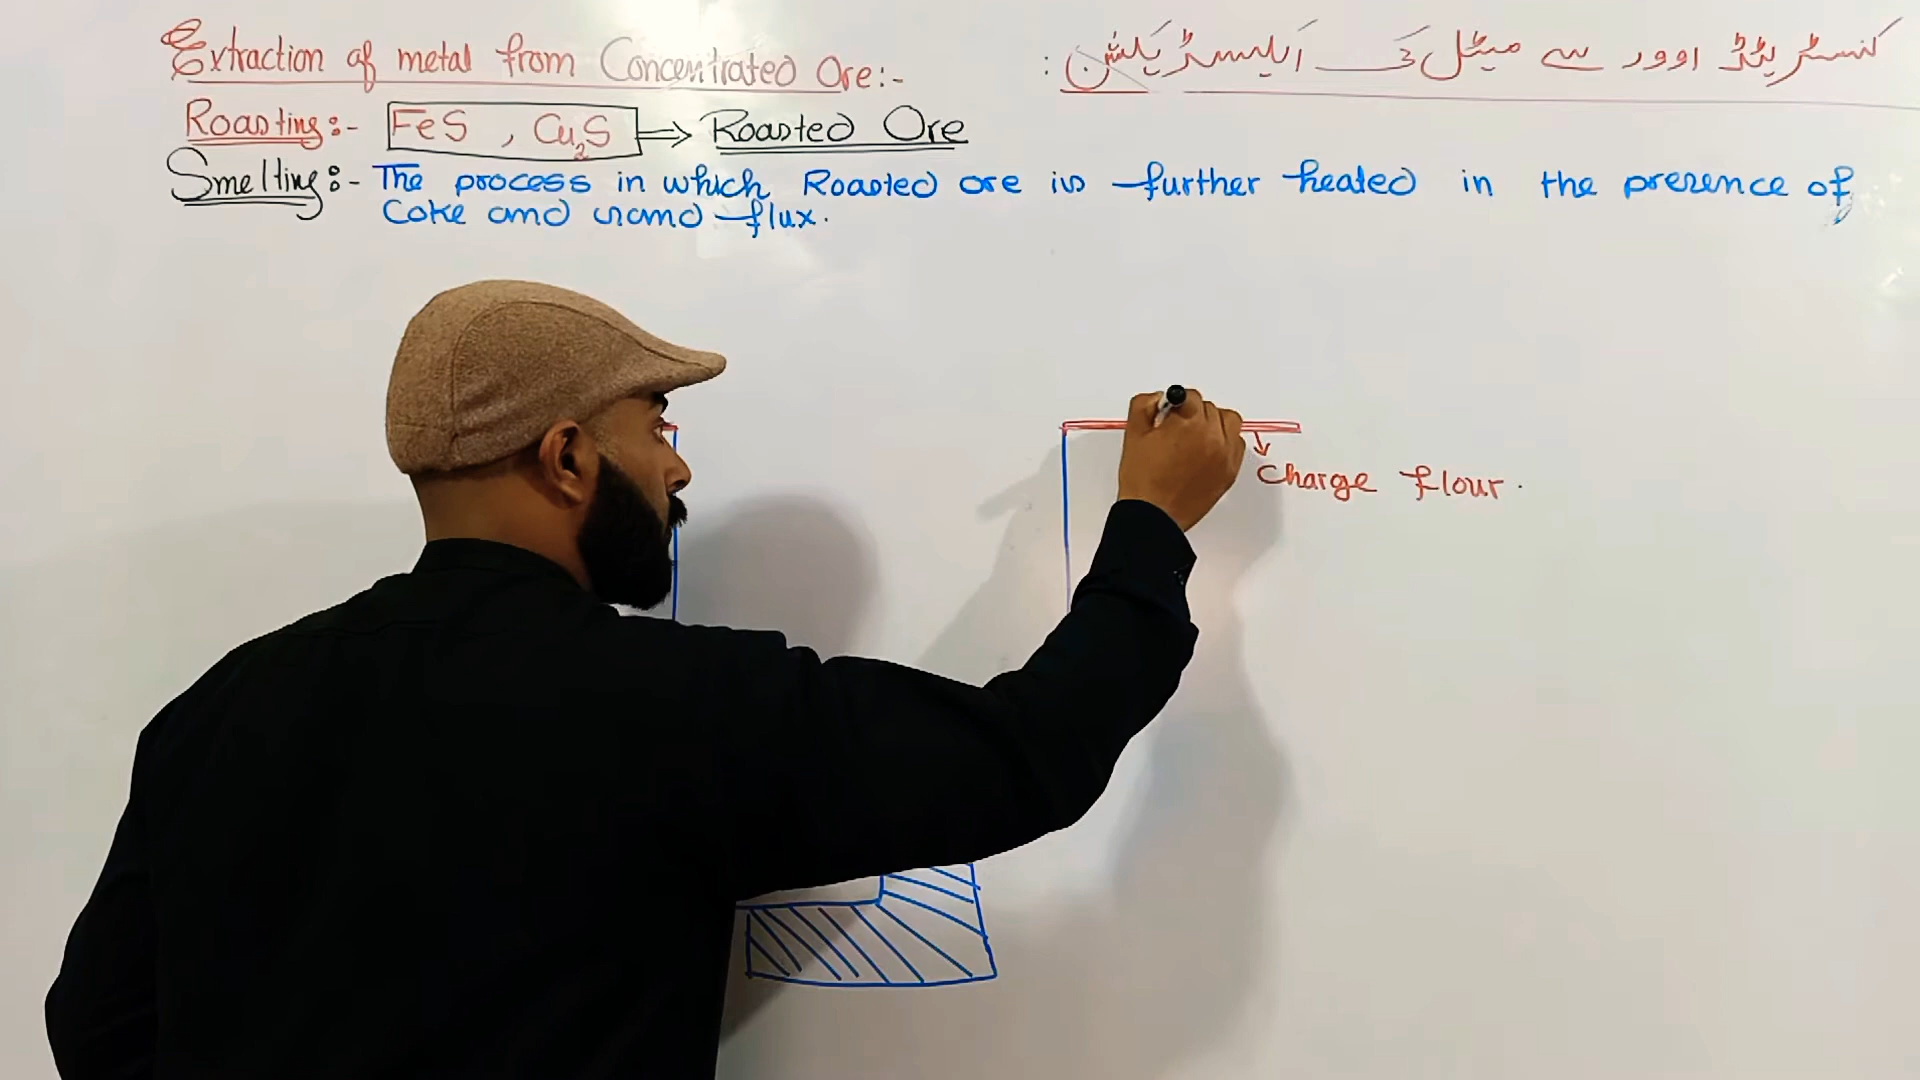 Extraction of metal from Concentrated Ore:-
کنسنٹریٹڈ اوور سے میٹل کی ایکسٹریکشن :
Roasting:- FeS , Cu₂S ⇒ Roasted Ore
Smelting:- The process in which Roasted ore is further heated in the presence of
Coke and sand flux.
Charge flour.